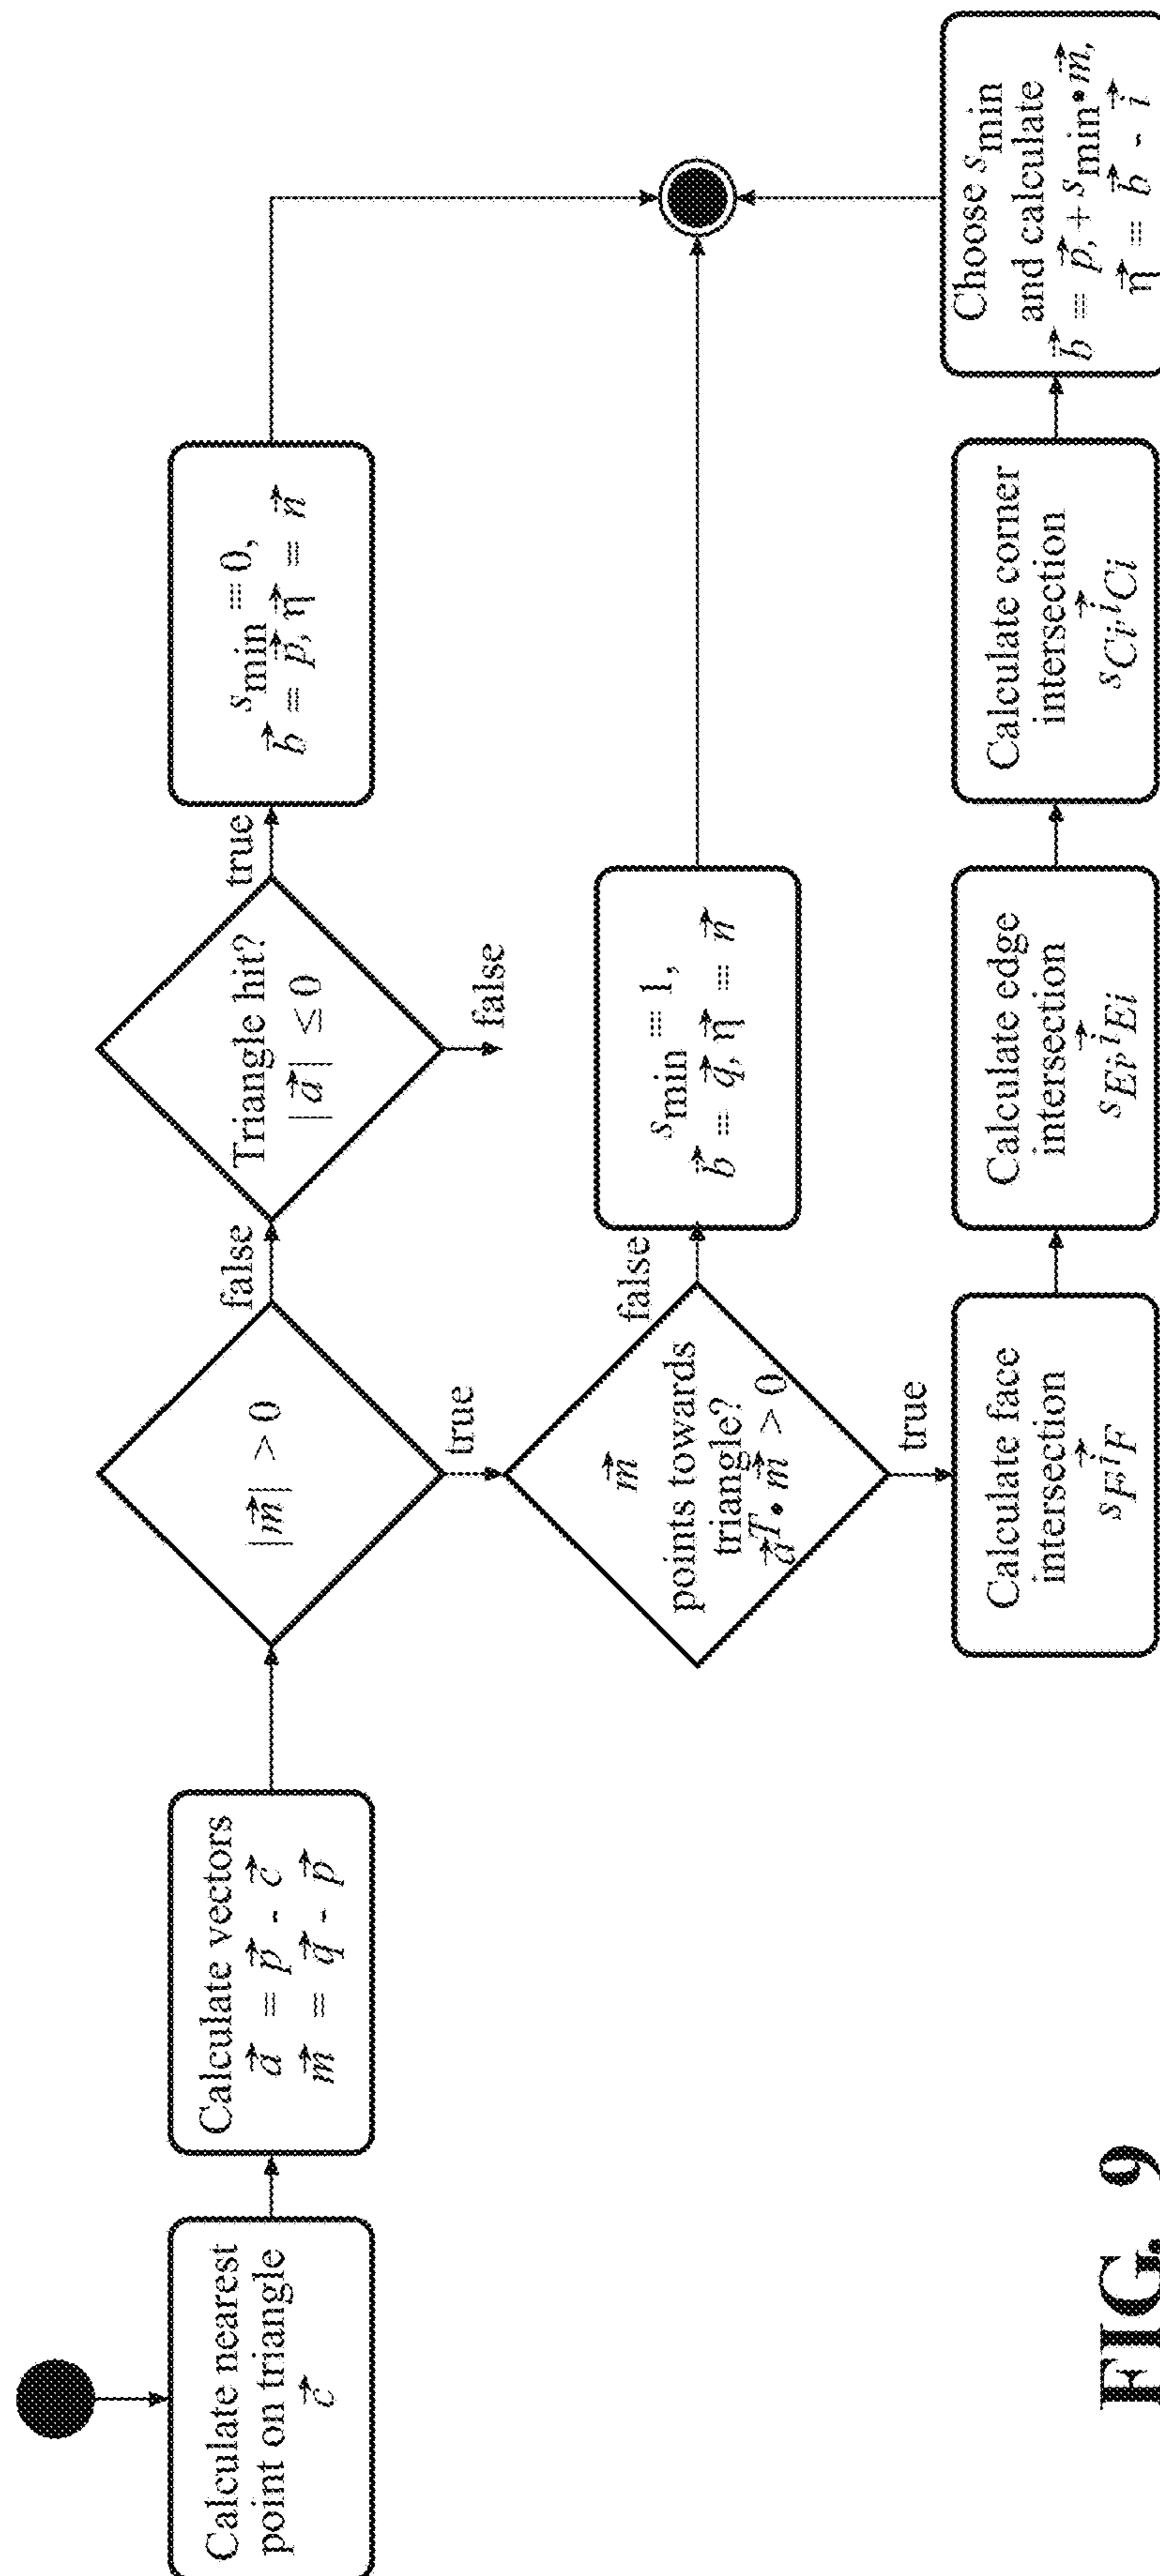 Calculate nearest
point on triangle
c⃗
Calculate vectors
a⃗ = p⃗ - c⃗
m⃗ = q⃗ - p⃗
|m⃗| > 0
false
true
Triangle hit?
|a⃗| ≤ 0
true
false
s_min = 0,
b⃗ = p⃗, η⃗ = n⃗
m⃗
points towards
triangle?
a⃗^T • m⃗ > 0
false
true
s_min = 1,
b⃗ = q⃗, η⃗ = n⃗
Calculate face
intersection
s_F, i⃗_F
Calculate edge
intersection
s_Ei, i⃗_Ei
Calculate corner
intersection
s_Ci, i⃗_Ci
Choose s_min
and calculate
b⃗ = p⃗, + s_min • m⃗,
η⃗ = b⃗ - i⃗
FIG. 9